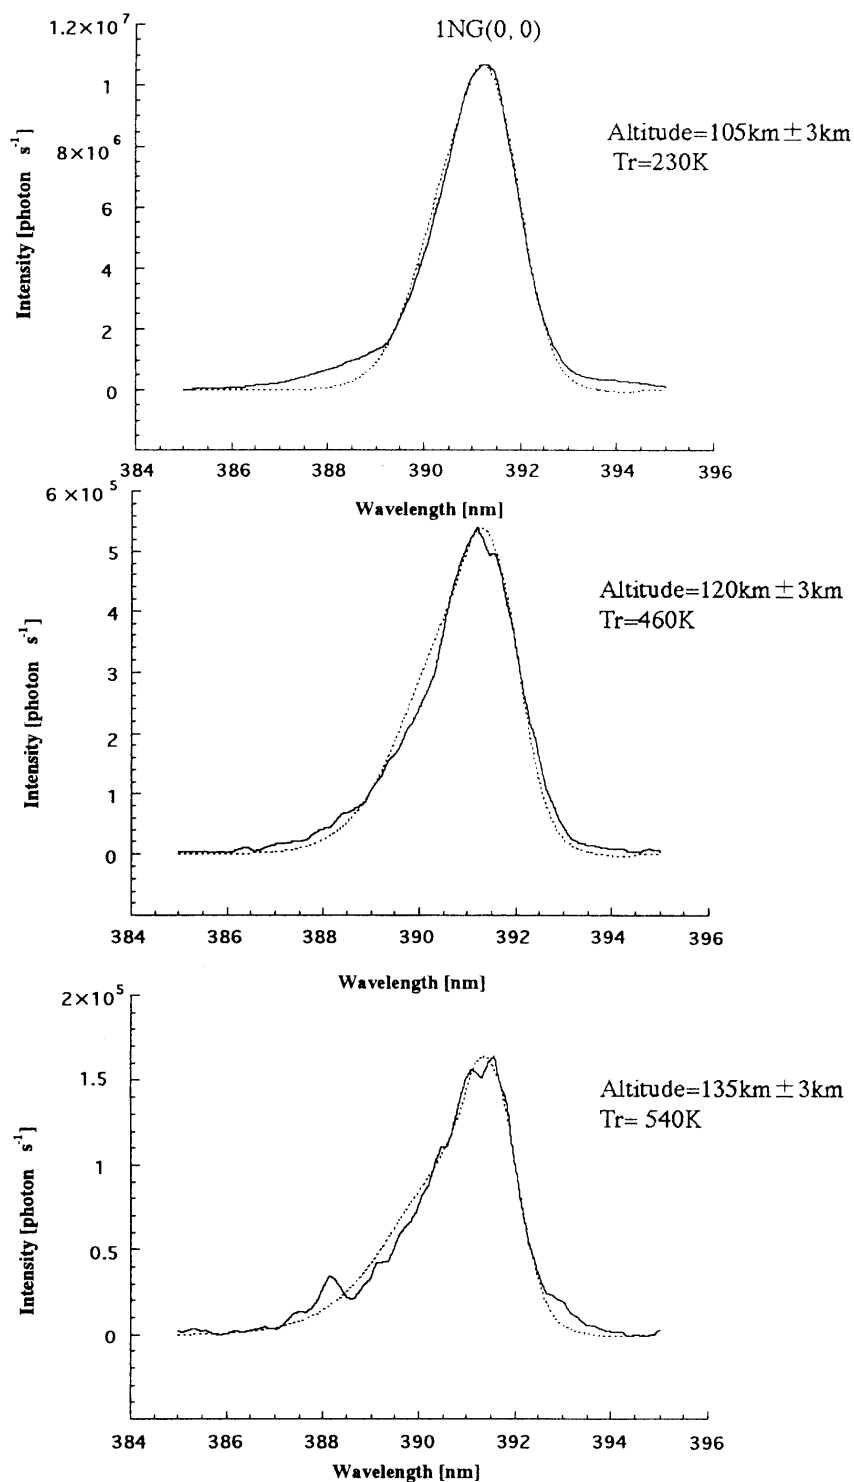 1NG(0, 0)
1.2×10⁷
1
8×10⁶
6
4
2
0
Intensity [photon s⁻¹]
Altitude=105km±3km
Tr=230K
384 386 388 390 392 394 396
Wavelength [nm]
6×10⁵
5
4
3
2
1
0
Intensity [photon s⁻¹]
Altitude=120km±3km
Tr=460K
384 386 388 390 392 394 396
Wavelength [nm]
2×10⁵
1.5
1
0.5
0
Intensity [photon s⁻¹]
Altitude=135km±3km
Tr= 540K
384 386 388 390 392 394 396
Wavelength [nm]